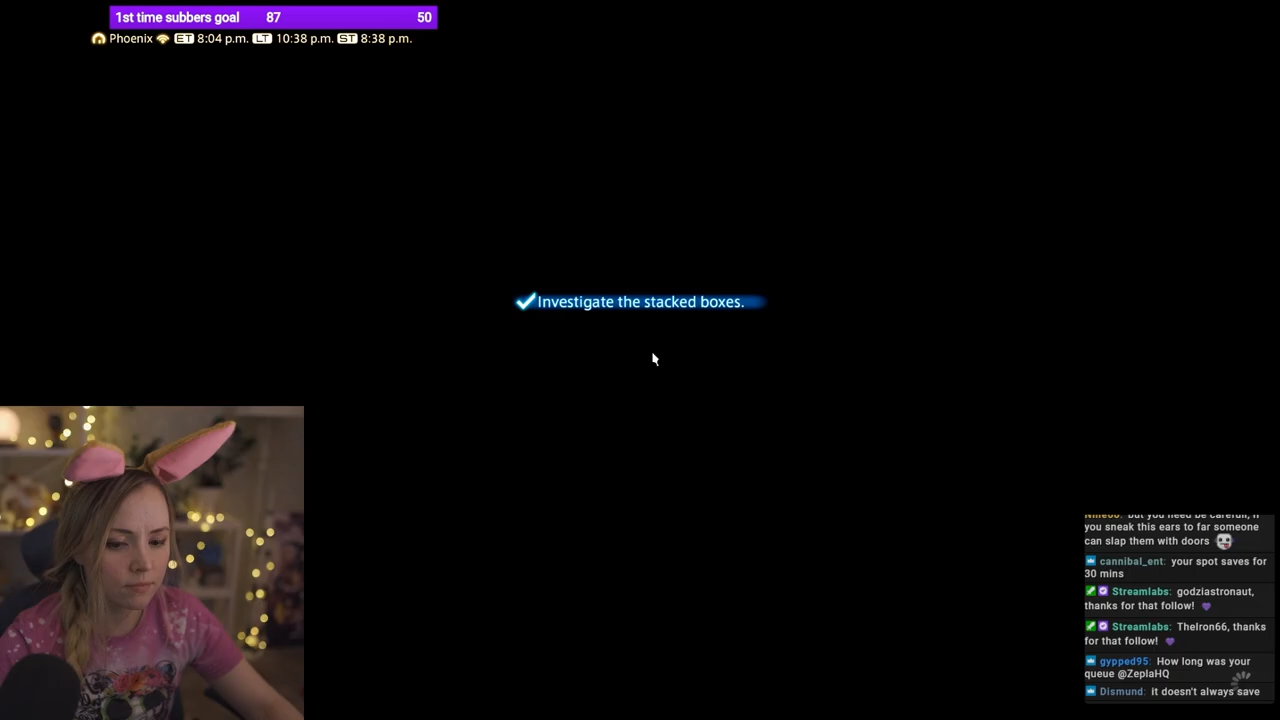 1st time subbers goal 87 50
Phoenix ET 8:04 p.m. LT 10:38 p.m. ST 8:38 p.m.
Investigate the stacked boxes.
you sneak this ears to far someone
can slap them with doors
cannibal_ent: your spot saves for
30 mins
Streamlabs: godziastronaut,
thanks for that follow!
Streamlabs: TheIron66, thanks
for that follow!
gypped95: How long was your
queue @ZeplaHQ
Dismund: it doesn't always save